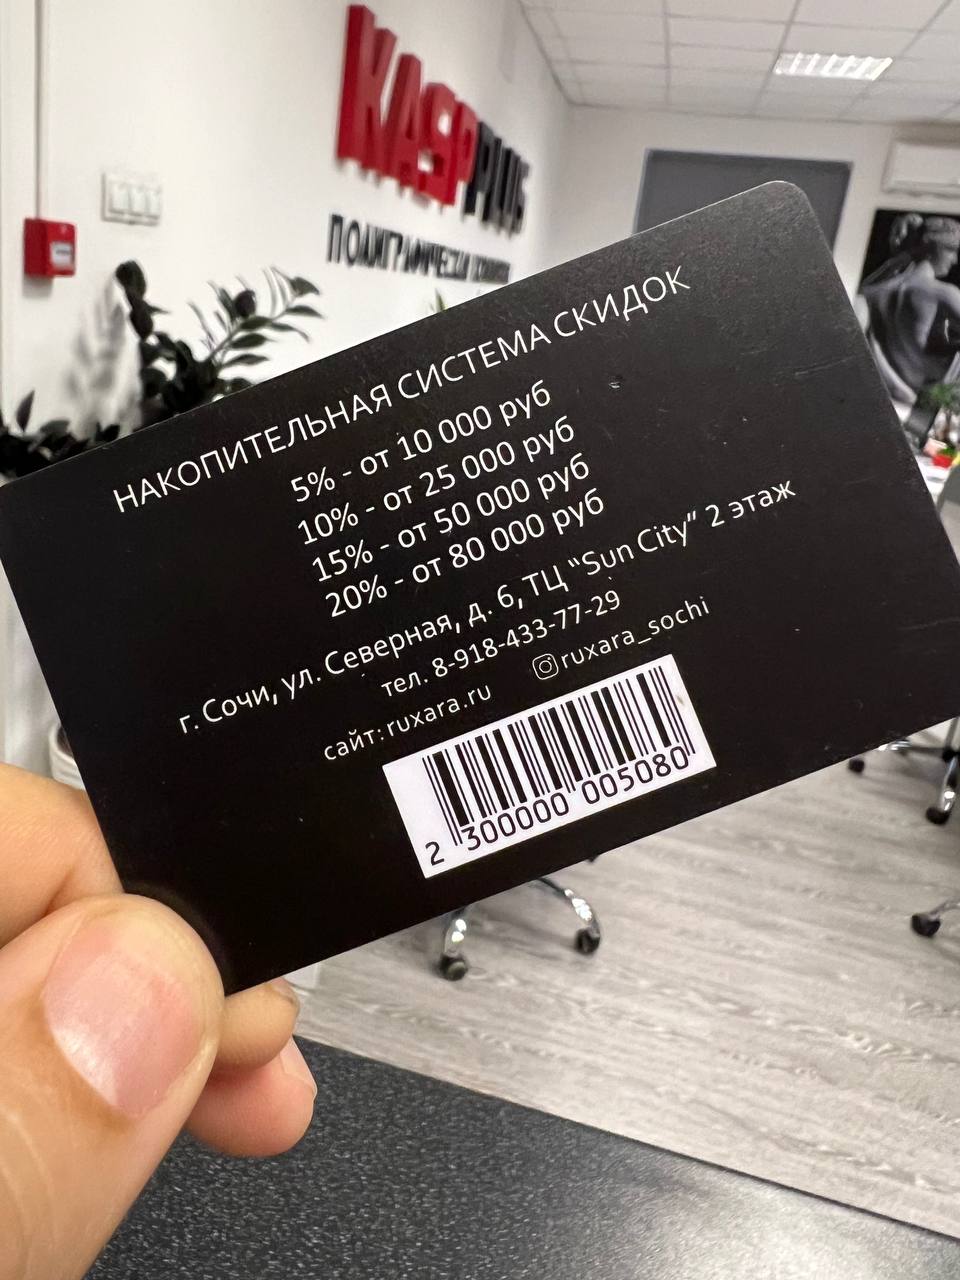 KASPPLUS
ПОЛИГРАФИЧЕСКАЯ
НАКОПИТЕЛЬНАЯ СИСТЕМА СКИДОК
5% - от 10 000 руб
10% - от 25 000 руб
15% - от 50 000 руб
20% - от 80 000 руб
г. Сочи, ул. Северная, д. 6, ТЦ “Sun City” 2 этаж
тел. 8-918-433-77-29
сайт: ruxara.ru ruxara_sochi
2 300000 005080